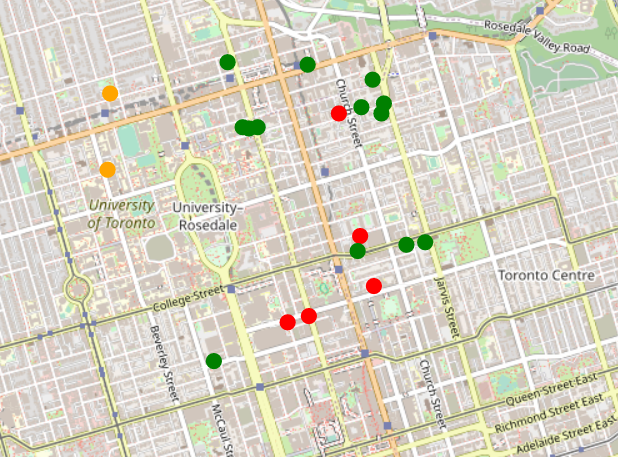 Rosedale Valley Road
Church Street
University
of Toronto
University–
Rosedale
Toronto Centre
College Street
Jarvis Street
Beverley Street
Church Street
McCaul St
Queen Street East
Richmond Street East
Adelaide Street East